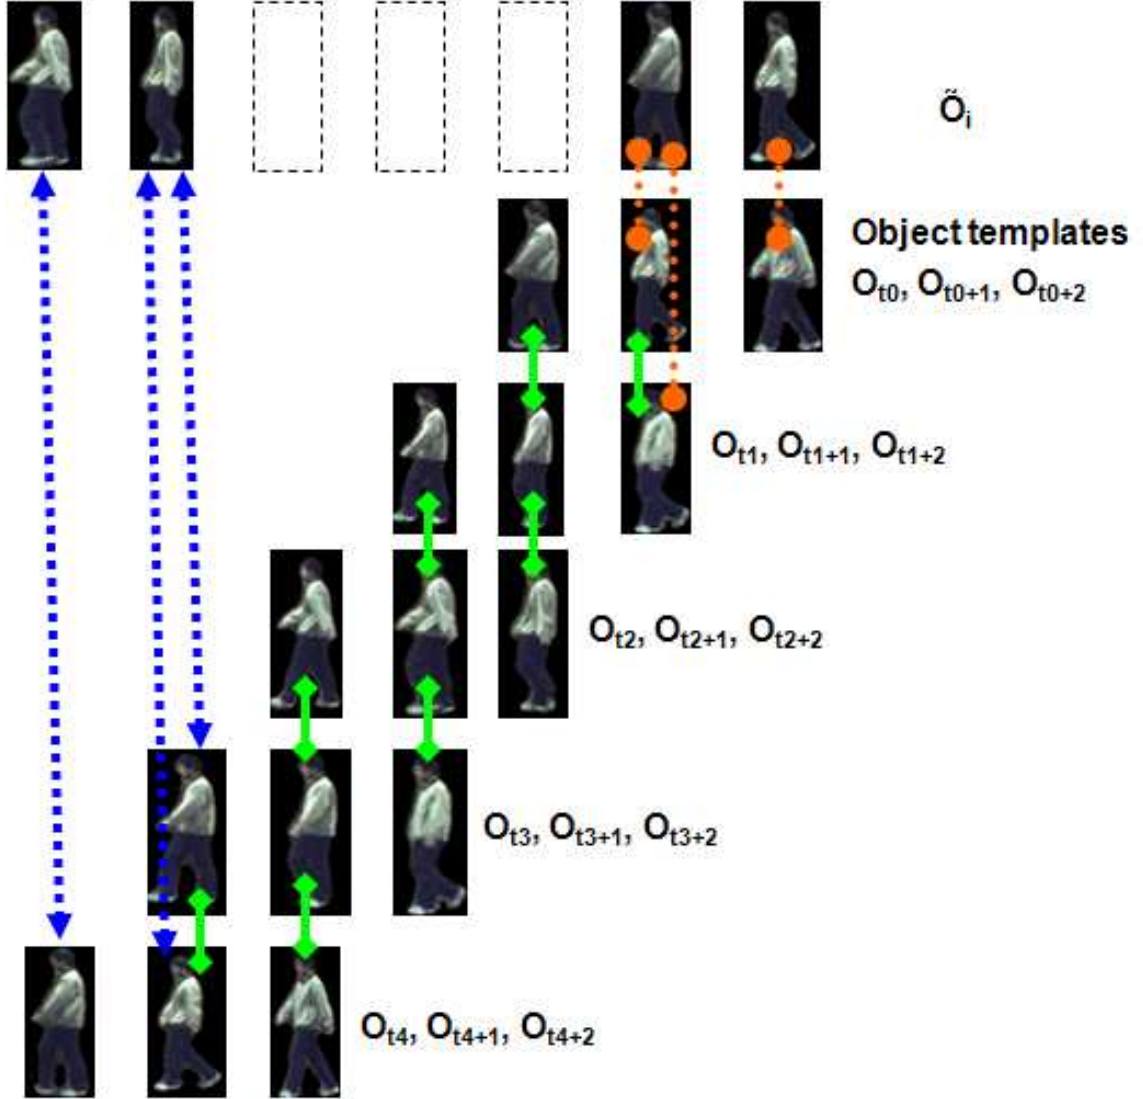 Õi
Object templates
Ot0, Ot0+1, Ot0+2
Ot1, Ot1+1, Ot1+2
Ot2, Ot2+1, Ot2+2
Ot3, Ot3+1, Ot3+2
Ot4, Ot4+1, Ot4+2